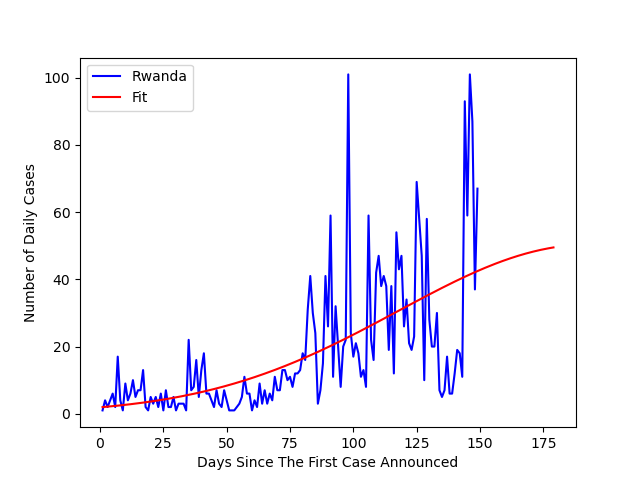 Rwanda
Fit
100
80
60
40
20
0
Number of Daily Cases
0 25 50 75 100 125 150 175
Days Since The First Case Announced